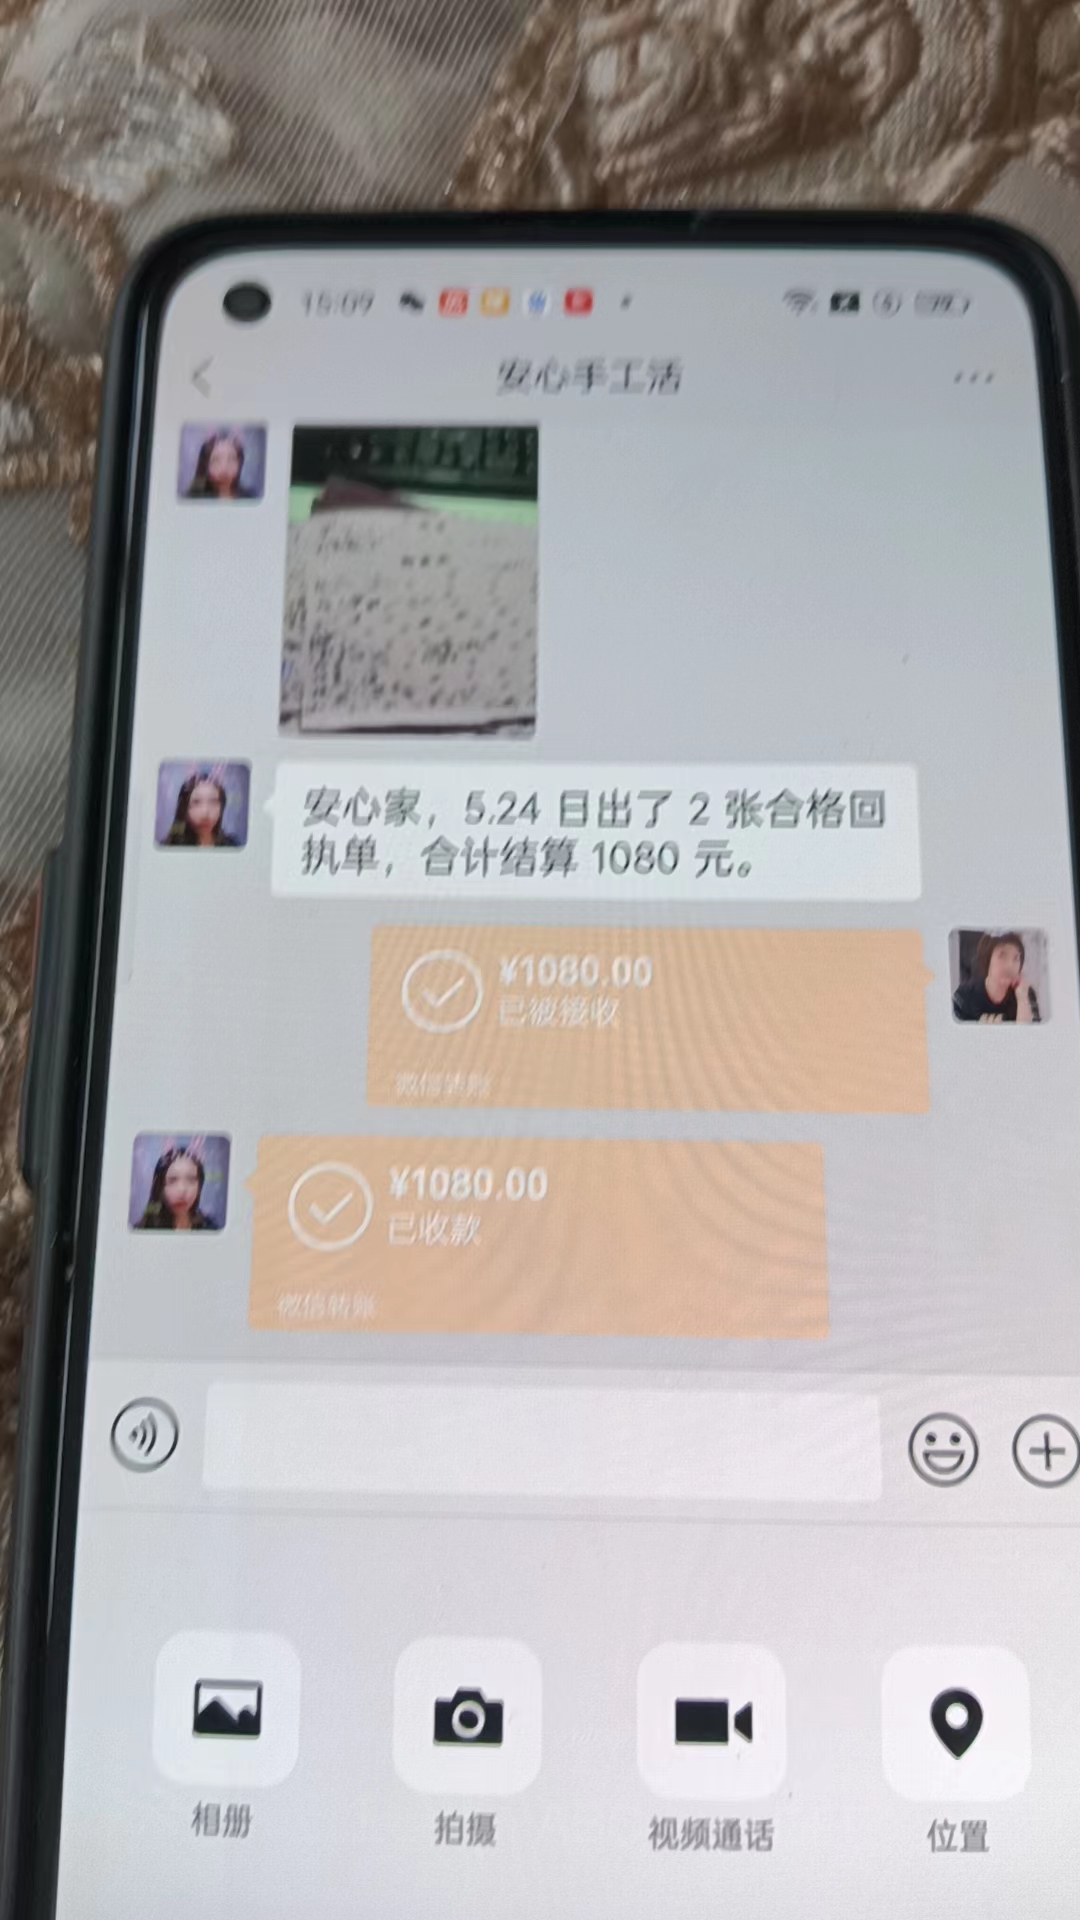 15:09
安心手工活
安心家，5.24 日出了 2 张合格回
执单，合计结算 1080 元。
¥1080.00
已被接收
微信转账
¥1080.00
已收款
微信转账
相册
拍摄
视频通话
位置